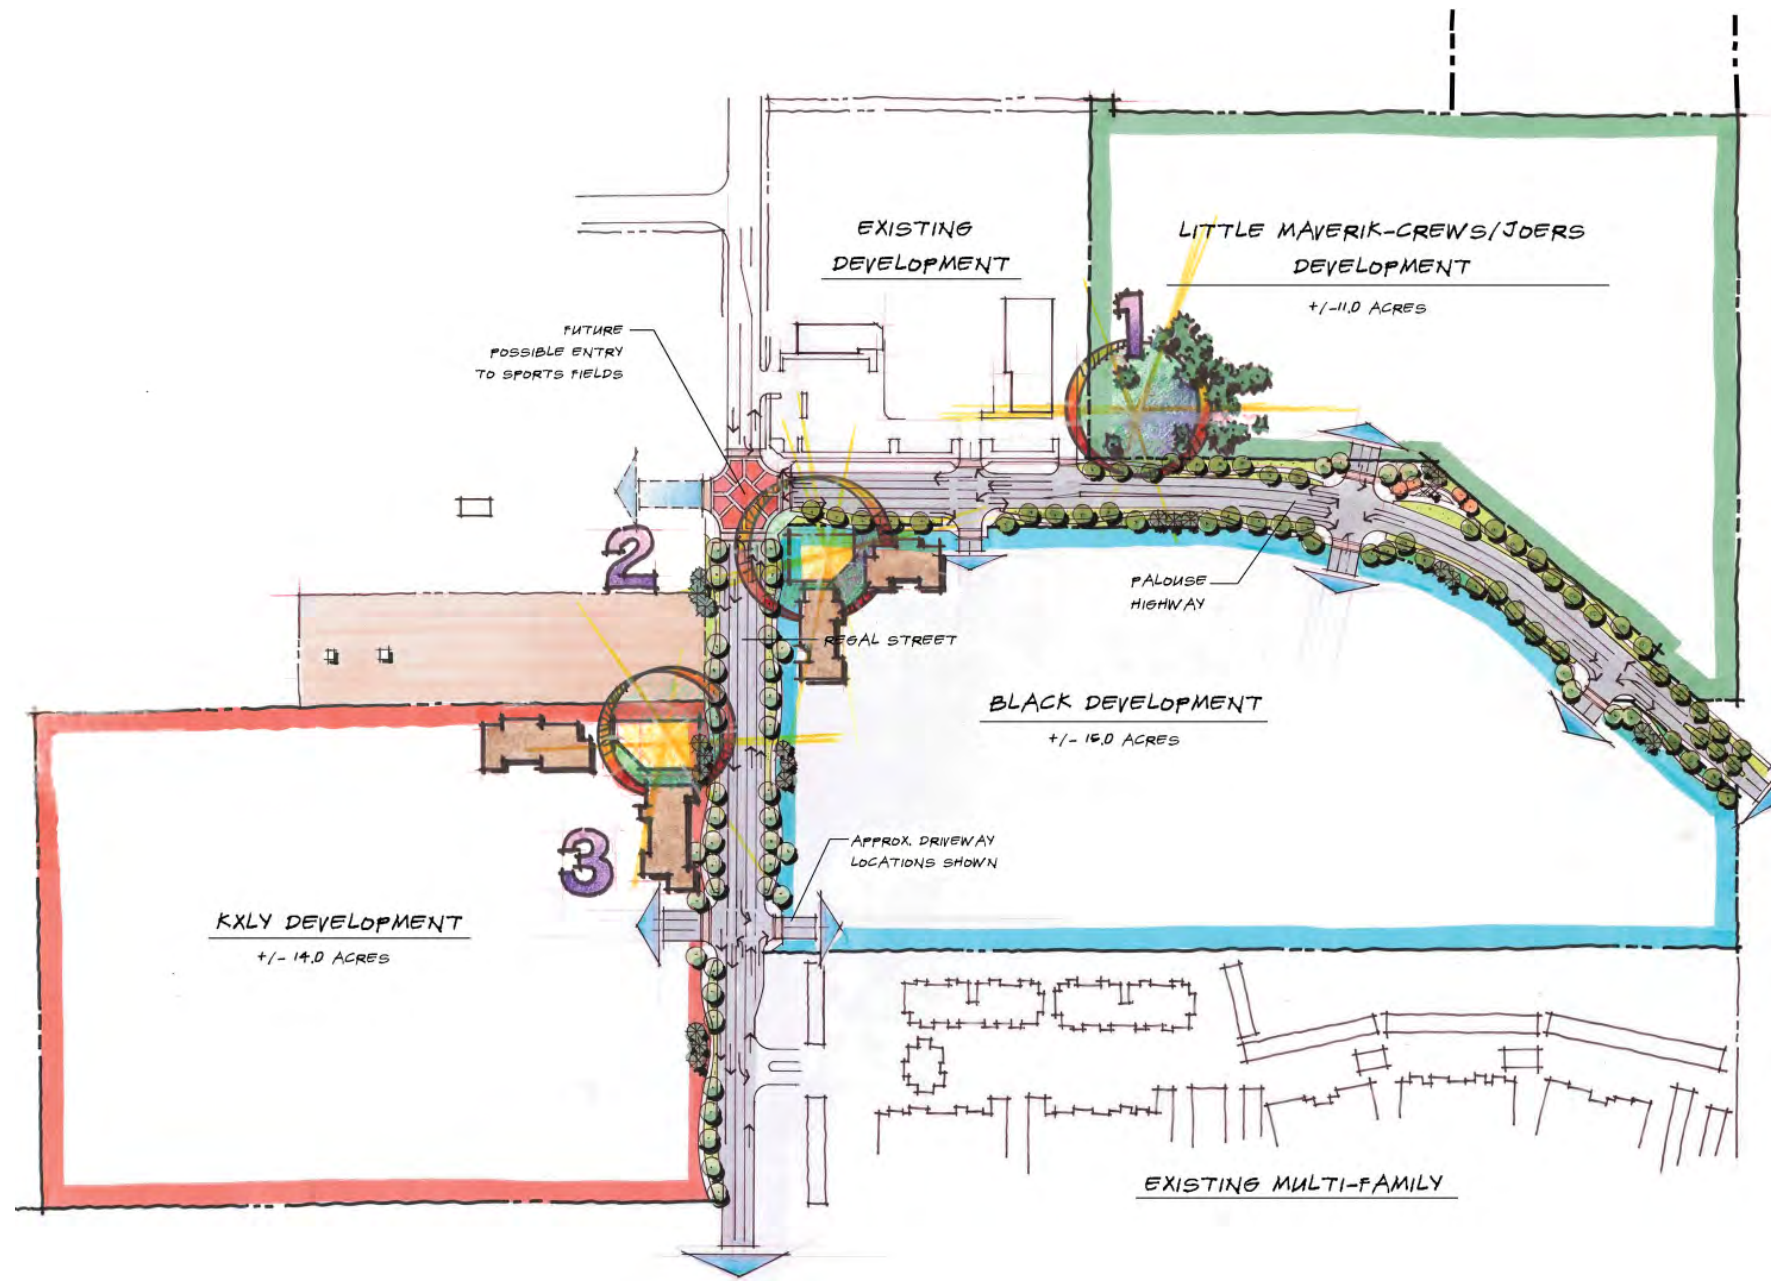 EXISTING
DEVELOPMENT
LITTLE MAVERIK-CREWS/JOERS
DEVELOPMENT
+/-11.0 ACRES
1
FUTURE
POSSIBLE ENTRY
TO SPORTS FIELDS
2
PALOUSE
HIGHWAY
REGAL STREET
BLACK DEVELOPMENT
+/- 15.0 ACRES
3
APPROX. DRIVEWAY
LOCATIONS SHOWN
KXLY DEVELOPMENT
+/- 14.0 ACRES
EXISTING MULTI-FAMILY